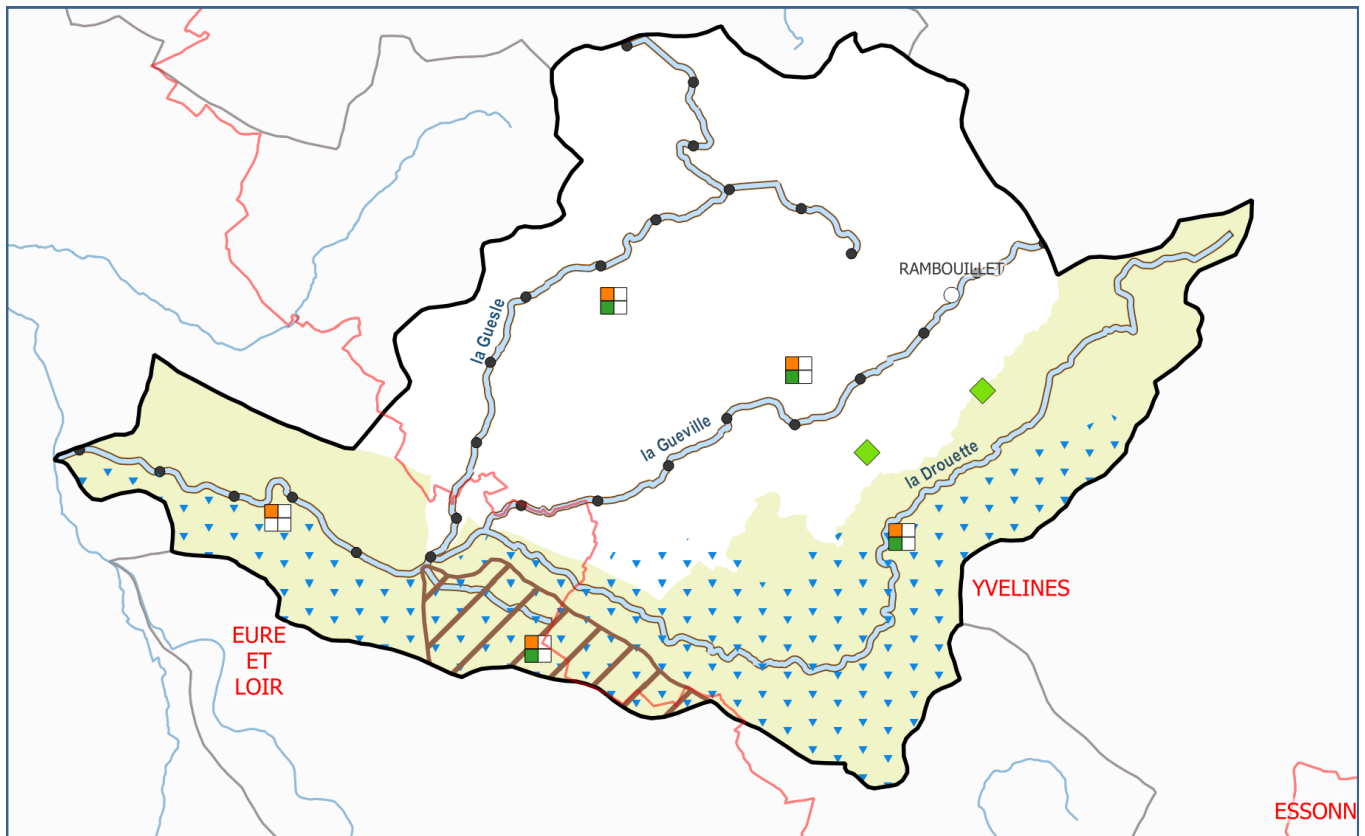 RAMBOUILLET
la Guesle
la Gueville
la Drouette
YVELINES
EURE
ET
LOIR
ESSONN